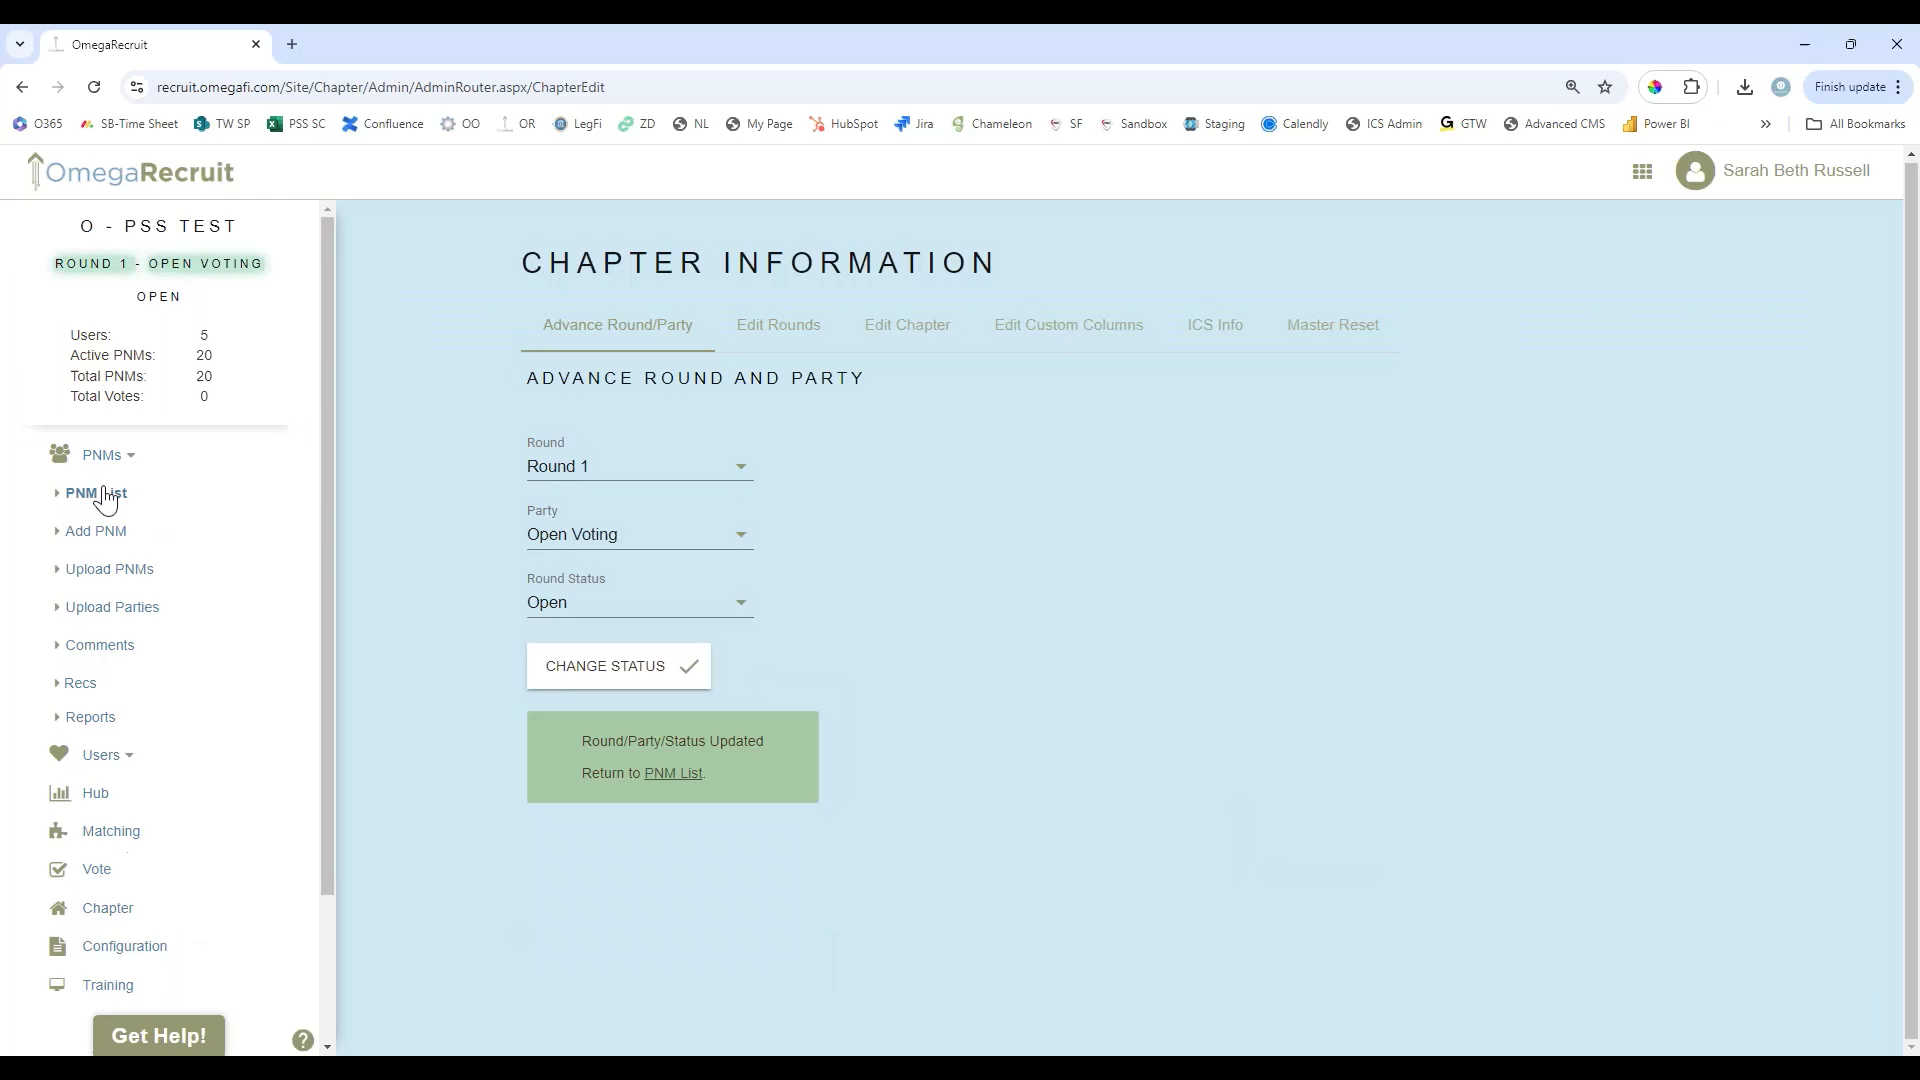 OmegaRecruit
recruit.omegafi.com/Site/Chapter/Admin/AdminRouter.aspx/ChapterEdit
Finish update
O365
SB-Time Sheet
TW SP
PSS SC
Confluence
OO
OR
LegFi
ZD
NL
My Page
HubSpot
Jira
Chameleon
SF
Sandbox
Staging
Calendly
ICS Admin
GTW
Advanced CMS
Power BI
All Bookmarks
OmegaRecruit
Sarah Beth Russell
O - PSS TEST
ROUND 1 - OPEN VOTING
OPEN
Users: 5
Active PNMs: 20
Total PNMs: 20
Total Votes: 0
PNMs
PNM List
Add PNM
Upload PNMs
Upload Parties
Comments
Recs
Reports
Users
Hub
Matching
Vote
Chapter
Configuration
Training
Get Help!
?
CHAPTER INFORMATION
Advance Round/Party
Edit Rounds
Edit Chapter
Edit Custom Columns
ICS Info
Master Reset
ADVANCE ROUND AND PARTY
Round
Round 1
Party
Open Voting
Round Status
Open
CHANGE STATUS
Round/Party/Status Updated
Return to PNM List.